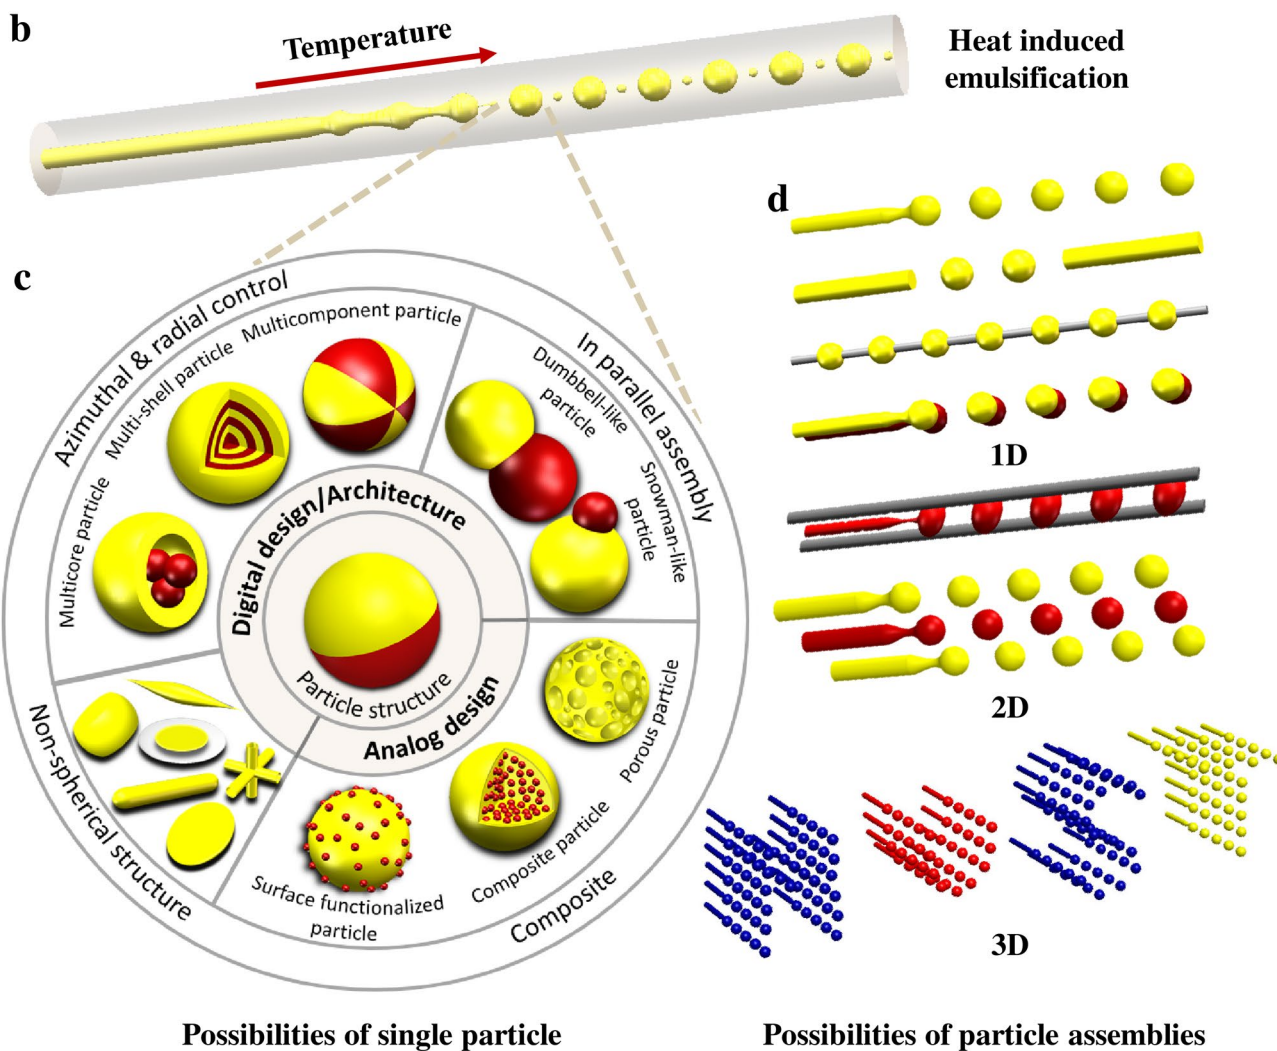 b
Temperature
Heat induced
emulsification
c
Azimuthal & radial control
Multicomponent particle
Multi-shell particle
Multicore particle
In parallel assembly
Dumbbell-like
particle
Snowman-like
particle
Digital design/Architecture
Particle structure
Analog design
Non-spherical structure
Surface functionalized
particle
Composite particle
Porous particle
Composite
Possibilities of single particle
d
1D
2D
3D
Possibilities of particle assemblies